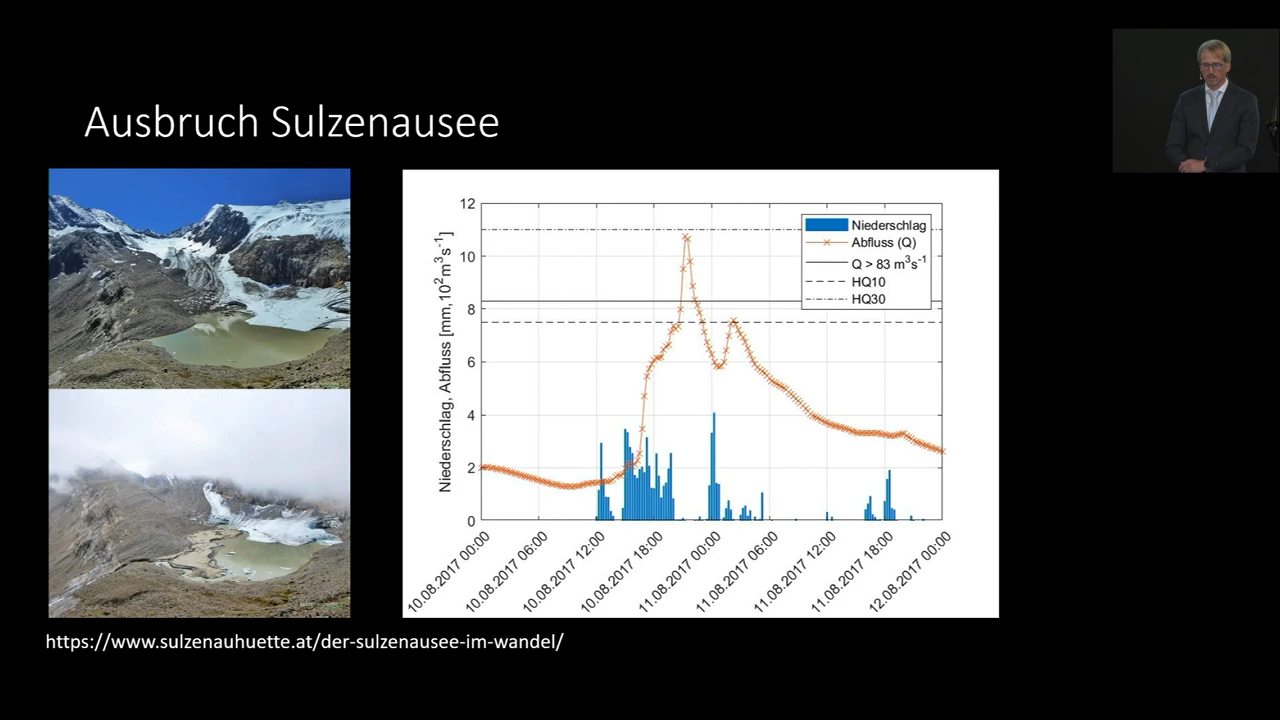 Ausbruch Sulzenausee
12
10
8
6
4
2
0
Niederschlag, Abfluss [mm,10²m³s⁻¹]
Niederschlag
Abfluss (Q)
Q > 83 m³s⁻¹
HQ10
HQ30
10.08.2017 00:00
10.08.2017 06:00
10.08.2017 12:00
10.08.2017 18:00
11.08.2017 00:00
11.08.2017 06:00
11.08.2017 12:00
11.08.2017 18:00
12.08.2017 00:00
https://www.sulzenauhuette.at/der-sulzenausee-im-wandel/